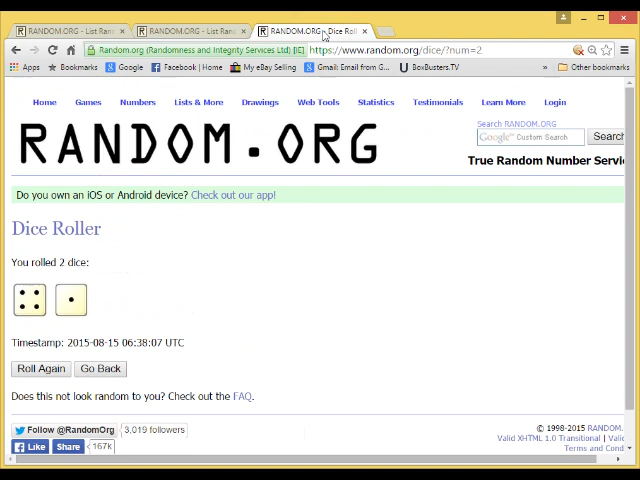 RANDOM.ORG - List Ran
RANDOM.ORG - List Ran
RANDOM.ORG - Dice Roll
Random.org (Randomness and Integrity Services Ltd) [IE] https://www.random.org/dice/?num=2
Apps Bookmarks Google Facebook | Home My eBay Selling Gmail: Email from G... BoxBusters.TV » Other bookmarks
Home Games Numbers Lists & More Drawings Web Tools Statistics Testimonials Learn More Login
Search RANDOM.ORG
RANDOM.ORG
Google™ Custom Search Search
True Random Number Servi
Do you own an iOS or Android device? Check out our app!
Dice Roller
You rolled 2 dice:
Timestamp: 2015-08-15 06:38:07 UTC
Roll Again Go Back
Does this not look random to you? Check out the FAQ.
Follow @RandomOrg 3,019 followers
© 1998-2015 RANDOM.
Like Share 167k
Valid XHTML 1.0 Transitional | Valid
Terms and Cond